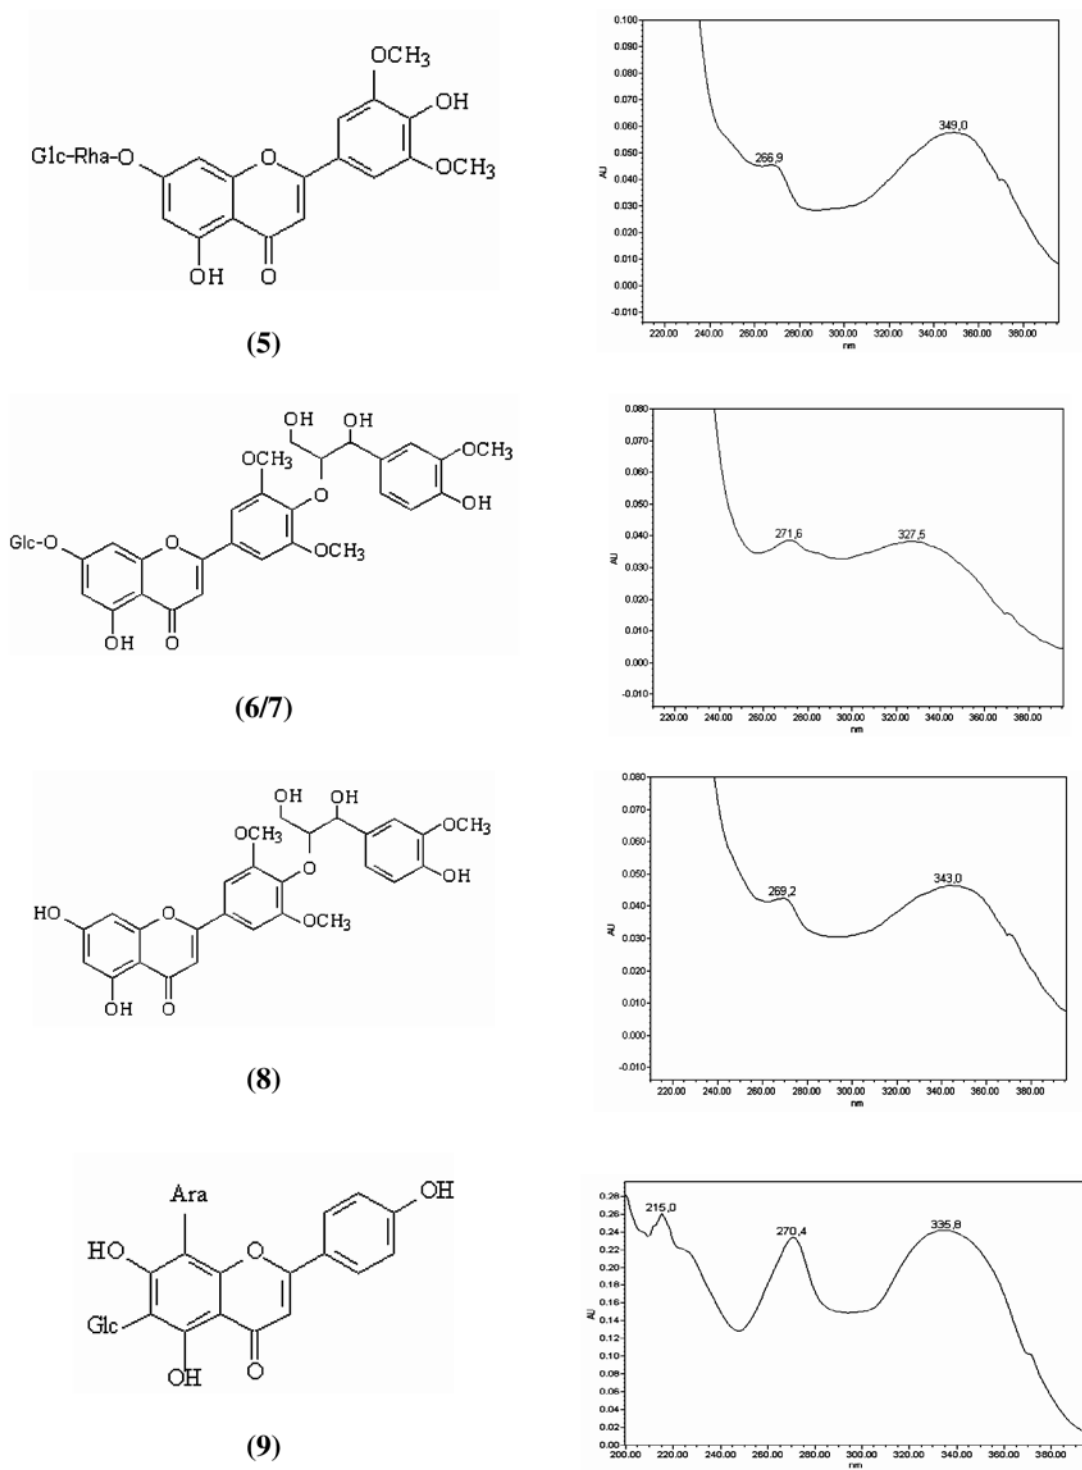 OCH3
OH
Glc-Rha-O
O
OCH3
OH
O
(5)
0.100
0.090
0.080
0.070
0.060
0.050
0.040
0.030
0.020
0.010
0.000
-0.010
AU
266,9
349,0
220.00 240.00 260.00 280.00 300.00 320.00 340.00 360.00 380.00
nm
OH
OH
OCH3
OCH3
O
OH
Glc-O
O
OCH3
OH
O
(6/7)
0.080
0.070
0.060
0.050
0.040
0.030
0.020
0.010
0.000
-0.010
AU
271,6
327,5
220.00 240.00 260.00 280.00 300.00 320.00 340.00 360.00 380.00
nm
OH
OH
OCH3
OCH3
O
OH
HO
O
OCH3
OH
O
(8)
0.080
0.070
0.060
0.050
0.040
0.030
0.020
0.010
0.000
-0.010
AU
269,2
343,0
220.00 240.00 260.00 280.00 300.00 320.00 340.00 360.00 380.00
nm
Ara
OH
HO
O
Glc
OH
O
(9)
0.28
0.26
0.24
0.22
0.20
0.18
0.16
0.14
0.12
0.10
0.08
0.06
0.04
0.02
0.00
AU
215,0
270,4
335,8
200.00 220.00 240.00 260.00 280.00 300.00 320.00 340.00 360.00 380.00
nm